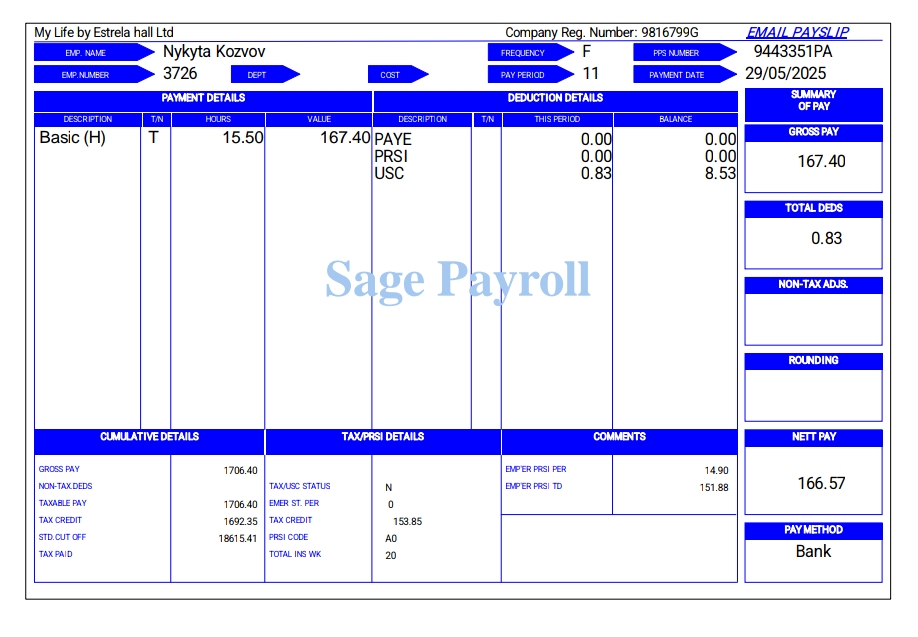 My Life by Estrela hall Ltd Company Reg. Number: 9816799G EMAIL PAYSLIP
EMP. NAME Nykyta Kozvov FREQUENCY F PPS NUMBER 9443351PA
EMP.NUMBER 3726 DEPT COST PAY PERIOD 11 PAYMENT DATE 29/05/2025
PAYMENT DETAILS DEDUCTION DETAILS SUMMARY
OF PAY
DESCRIPTION T/N HOURS VALUE DESCRIPTION T/N THIS PERIOD BALANCE
GROSS PAY
Basic (H) T 15.50 167.40 PAYE 0.00 0.00
PRSI 0.00 0.00
167.40
USC 0.83 8.53
TOTAL DEDS
0.83
Sage Payroll
NON-TAX ADJS.
ROUNDING
CUMULATIVE DETAILS TAX/PRSI DETAILS COMMENTS NETT PAY
GROSS PAY 1706.40 EMP'ER PRSI PER 14.90
NON-TAX.DEDS TAX/USC STATUS N EMP'ER PRSI TD 151.88
166.57
TAXABLE PAY 1706.40 EMER ST. PER 0
TAX CREDIT 1692.35 TAX CREDIT 153.85
STD.CUT OFF 18615.41 PRSI CODE A0
PAY METHOD
TAX PAID TOTAL INS WK 20
Bank